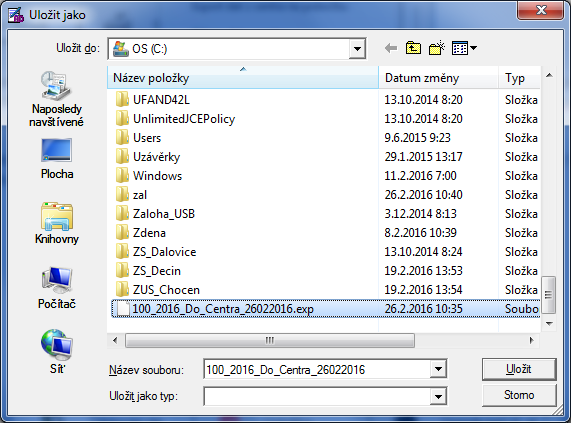 Uložit jako
Uložit do: OS (C:)
Název položky Datum změny Typ
UFAND42L 13.10.2014 8:20 Složka
UnlimitedJCEPolicy 13.10.2014 8:20 Složka
Users 9.6.2015 9:23 Složka
Uzávěrky 29.1.2015 13:17 Složka
Windows 11.2.2016 7:00 Složka
zal 26.2.2016 10:40 Složka
Zaloha_USB 3.12.2014 8:13 Složka
Zdena 8.2.2016 10:39 Složka
ZS_Dalovice 13.10.2014 8:24 Složka
ZS_Decin 19.2.2016 13:54 Složka
ZUS_Chocen 19.2.2016 13:54 Složka
100_2016_Do_Centra_26022016.exp 26.2.2016 10:35 Soubo
Naposledy
navštívené
Plocha
Knihovny
Počítač
Síť
Název souboru: 100_2016_Do_Centra_26022016 Uložit
Uložit jako typ: Storno